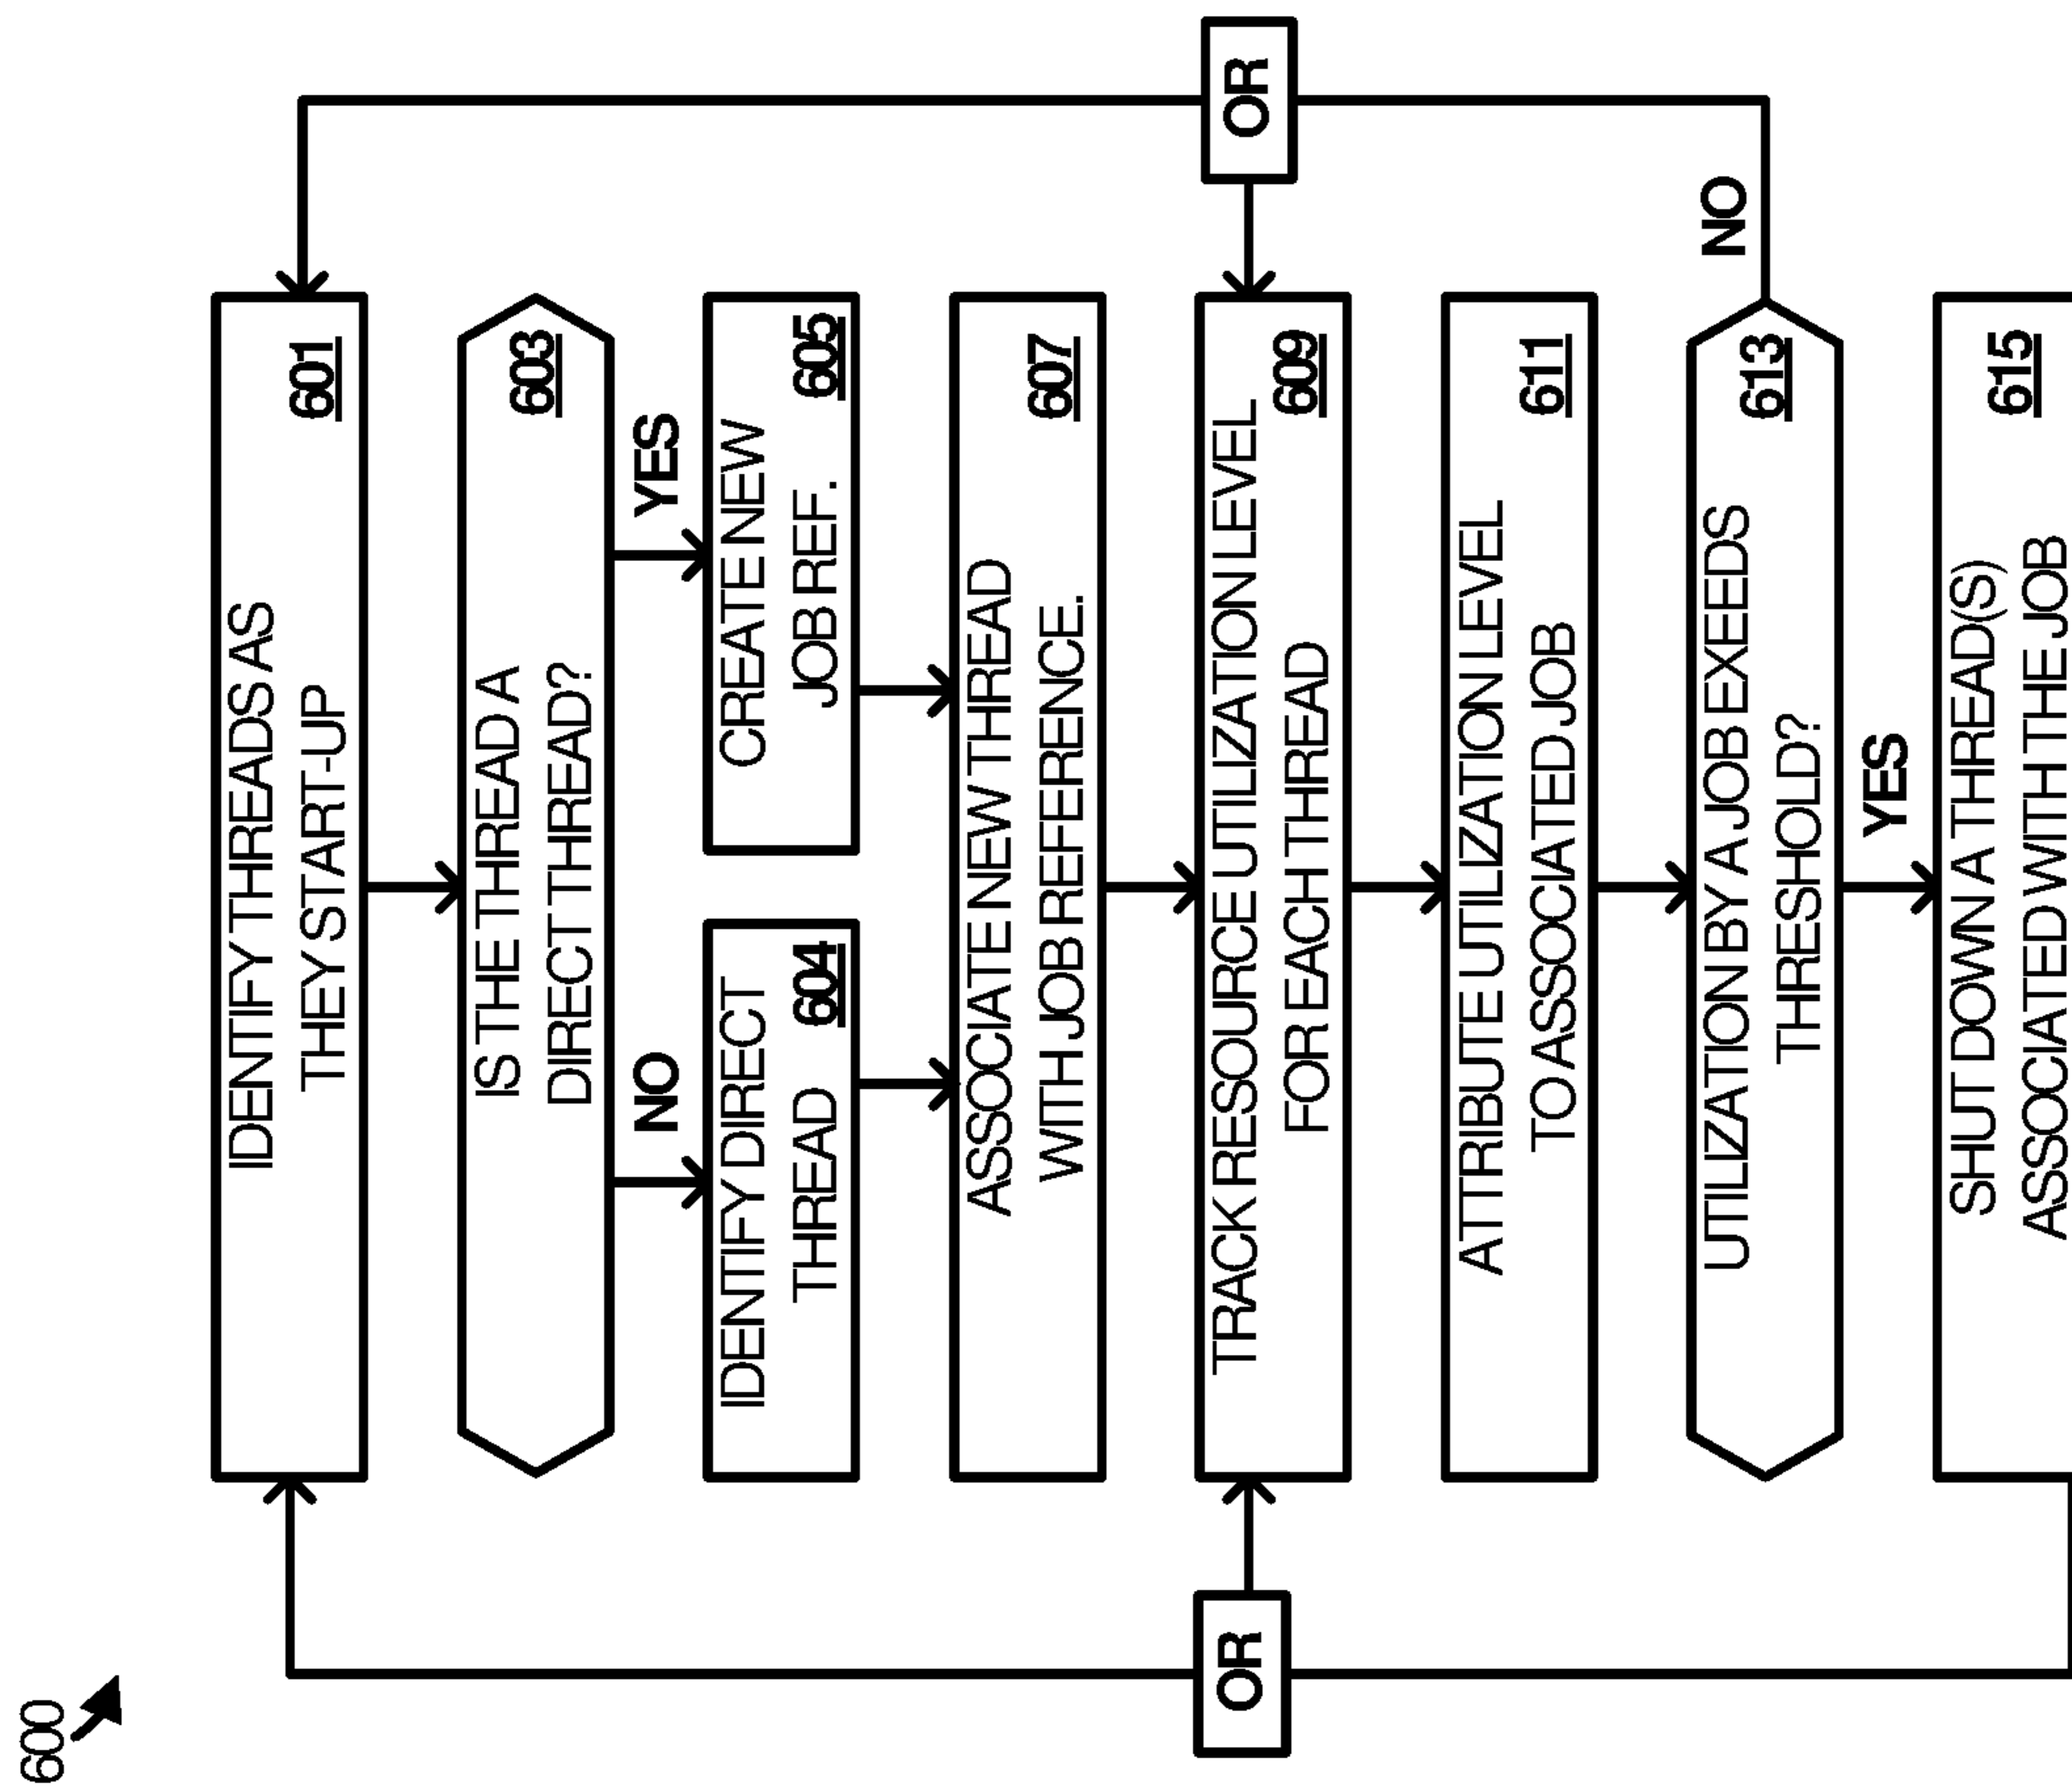 600
IDENTIFY THREADS AS
THEY START-UP
601
IS THE THREAD A
DIRECT THREAD?
603
NO
YES
IDENTIFY DIRECT
THREAD
604
CREATE NEW
JOB REF.
605
ASSOCIATE NEW THREAD
WITH JOB REFERENCE.
607
TRACK RESOURCE UTILIZATION LEVEL
FOR EACH THREAD
609
OR
OR
ATTRIBUTE UTILIZATION LEVEL
TO ASSOCIATED JOB
611
UTILIZATION BY A JOB EXEEDS
THRESHOLD?
613
NO
YES
SHUT DOWN A THREAD(S)
ASSOCIATED WITH THE JOB
615